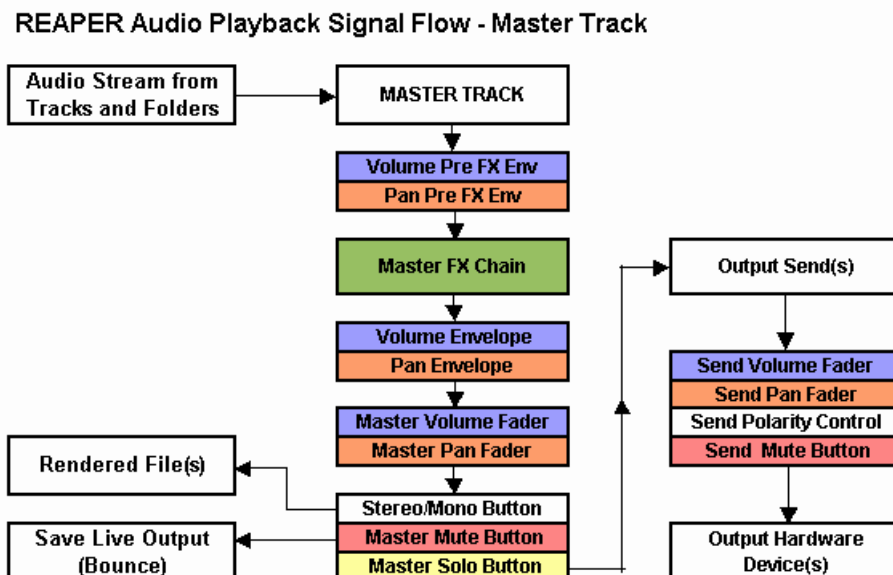 REAPER Audio Playback Signal Flow - Master Track
Audio Stream from
Tracks and Folders
MASTER TRACK
Volume Pre FX Env
Pan Pre FX Env
Master FX Chain
Output Send(s)
Volume Envelope
Pan Envelope
Send Volume Fader
Send Pan Fader
Send Polarity Control
Send Mute Button
Master Volume Fader
Master Pan Fader
Rendered File(s)
Stereo/Mono Button
Master Mute Button
Master Solo Button
Save Live Output
(Bounce)
Output Hardware
Device(s)